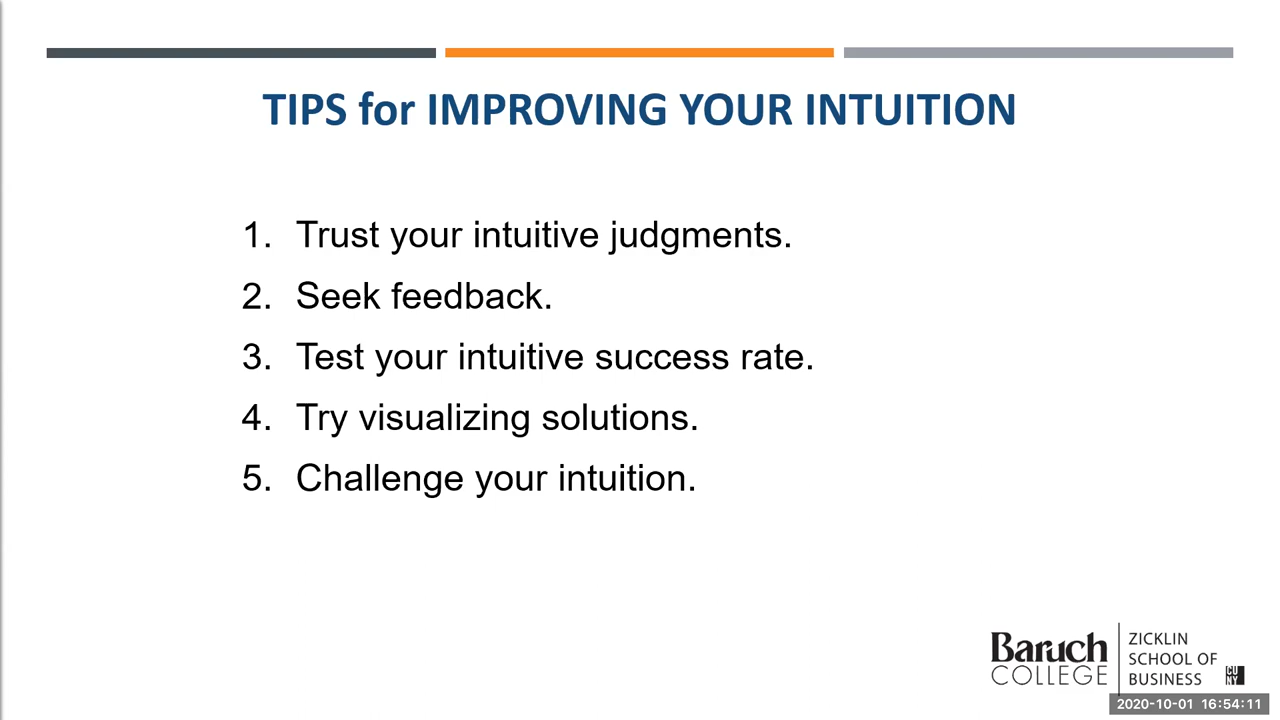 TIPS for IMPROVING YOUR INTUITION
1. Trust your intuitive judgments.
2. Seek feedback.
3. Test your intuitive success rate.
4. Try visualizing solutions.
5. Challenge your intuition.
Baruch
COLLEGE
ZICKLIN
SCHOOL OF
BUSINESS
CU
NY
2020-10-01 16:54:11